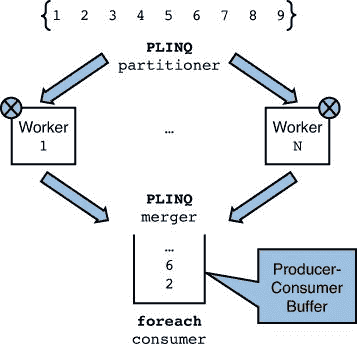 {1 2 3 4 5 6 7 8 9}
PLINQ
partitioner
Worker
1
...
Worker
N
PLINQ
merger
...
6
2
Producer-
Consumer
Buffer
foreach
consumer